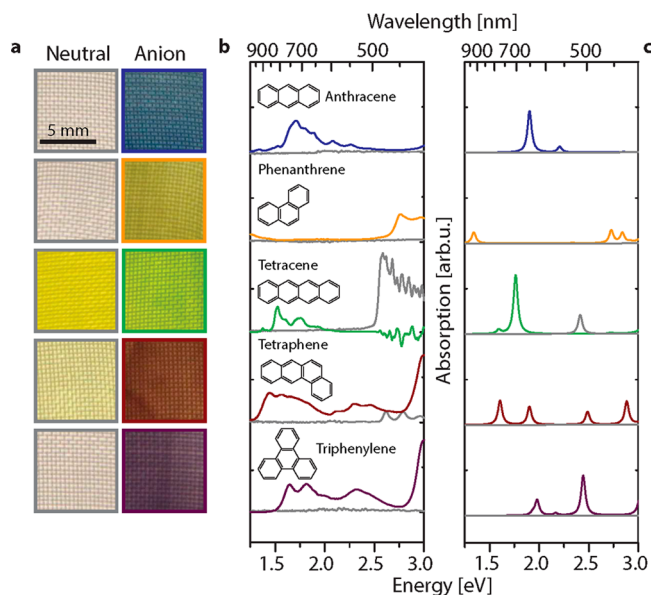 Wavelength [nm]
a Neutral Anion b 900 700 500 900 700 500 c
5 mm
Anthracene
Phenanthrene
Tetracene
Tetraphene
Triphenylene
Absorption [arb.u.]
1.5 2.0 2.5 3.0 1.5 2.0 2.5 3.0
Energy [eV]